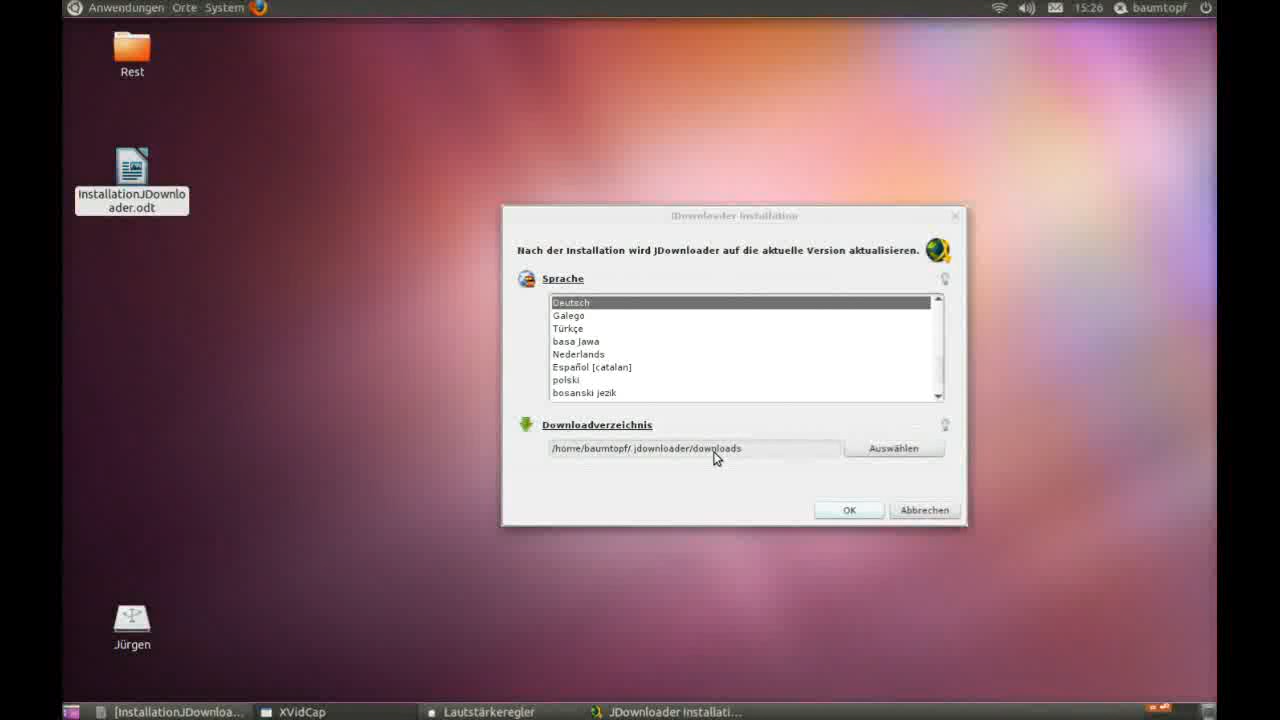 Anwendungen Orte System
15:26 baumtopf
Rest
InstallationJDownlo
ader.odt
JDownloader Installation
Nach der Installation wird JDownloader auf die aktuelle Version aktualisieren.
Sprache
Deutsch
Galego
Türkçe
basa Jawa
Nederlands
Español [catalan]
polski
bosanski jezik
Downloadverzeichnis
/home/baumtopf/.jdownloader/downloads
Auswählen
OK
Abbrechen
Jürgen
[InstallationJDownloa...
XVidCap
Lautstärkeregler
JDownloader Installati...